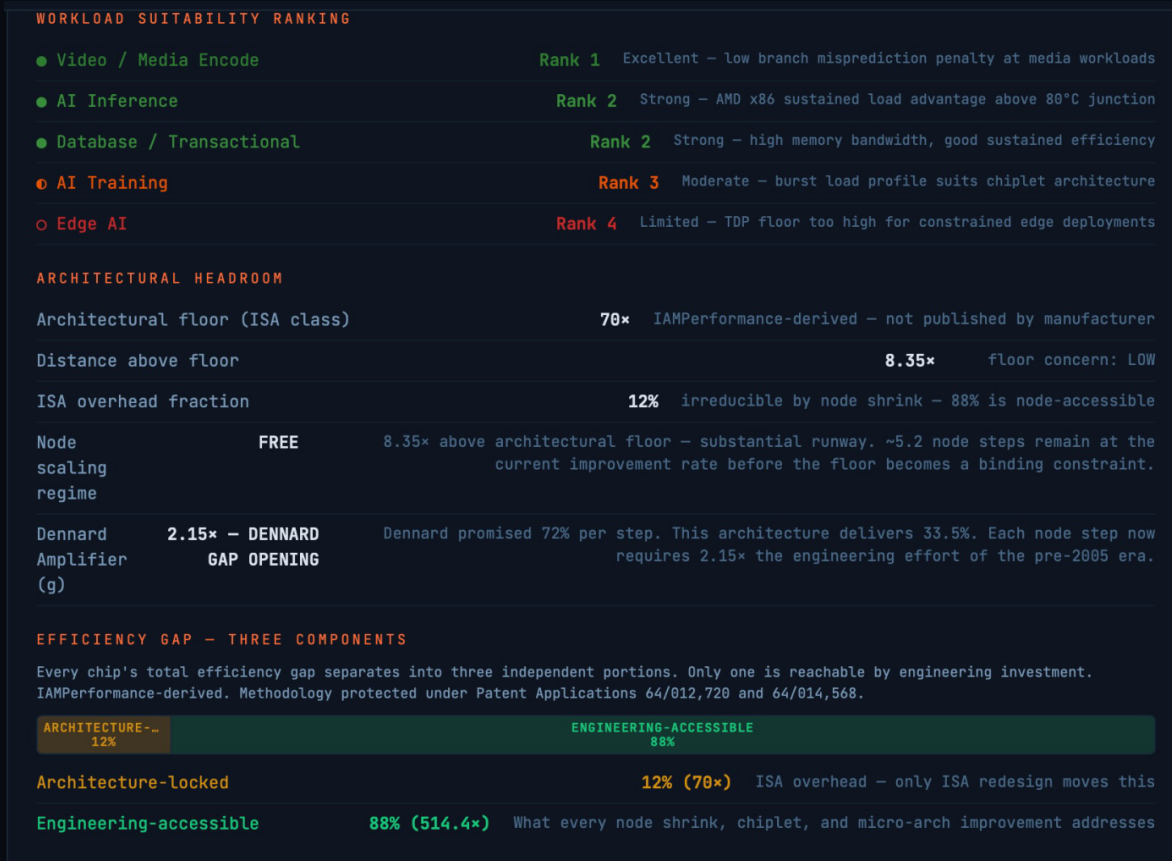 WORKLOAD SUITABILITY RANKING
● Video / Media Encode Rank 1 Excellent — low branch misprediction penalty at media workloads
● AI Inference Rank 2 Strong — AMD x86 sustained load advantage above 80°C junction
● Database / Transactional Rank 2 Strong — high memory bandwidth, good sustained efficiency
◐ AI Training Rank 3 Moderate — burst load profile suits chiplet architecture
○ Edge AI Rank 4 Limited — TDP floor too high for constrained edge deployments
ARCHITECTURAL HEADROOM
Architectural floor (ISA class) 70× IAMPerformance-derived — not published by manufacturer
Distance above floor 8.35× floor concern: LOW
ISA overhead fraction 12% irreducible by node shrink — 88% is node-accessible
Node scaling regime
FREE
8.35× above architectural floor — substantial runway. ~5.2 node steps remain at the
current improvement rate before the floor becomes a binding constraint.
Dennard
Amplifier
(g)
2.15× — DENNARD
GAP OPENING
Dennard promised 72% per step. This architecture delivers 33.5%. Each node step now
requires 2.15× the engineering effort of the pre-2005 era.
EFFICIENCY GAP — THREE COMPONENTS
Every chip's total efficiency gap separates into three independent portions. Only one is reachable by engineering investment.
IAMPerformance-derived. Methodology protected under Patent Applications 64/012,720 and 64/014,568.
ARCHITECTURE-…
12%
ENGINEERING-ACCESSIBLE
88%
Architecture-locked 12% (70×) ISA overhead — only ISA redesign moves this
Engineering-accessible 88% (514.4×) What every node shrink, chiplet, and micro-arch improvement addresses